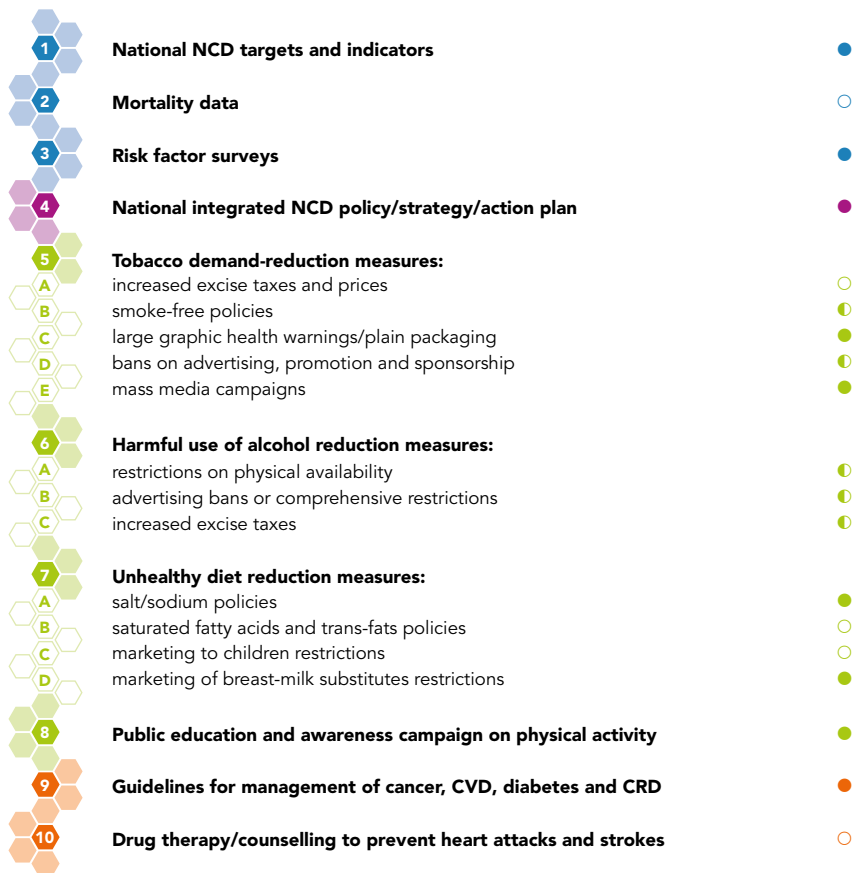 1 National NCD targets and indicators
2 Mortality data
3 Risk factor surveys
4 National integrated NCD policy/strategy/action plan
5 Tobacco demand-reduction measures:
A increased excise taxes and prices
B smoke-free policies
C large graphic health warnings/plain packaging
D bans on advertising, promotion and sponsorship
E mass media campaigns
6 Harmful use of alcohol reduction measures:
A restrictions on physical availability
B advertising bans or comprehensive restrictions
C increased excise taxes
7 Unhealthy diet reduction measures:
A salt/sodium policies
B saturated fatty acids and trans-fats policies
C marketing to children restrictions
D marketing of breast-milk substitutes restrictions
8 Public education and awareness campaign on physical activity
9 Guidelines for management of cancer, CVD, diabetes and CRD
10 Drug therapy/counselling to prevent heart attacks and strokes